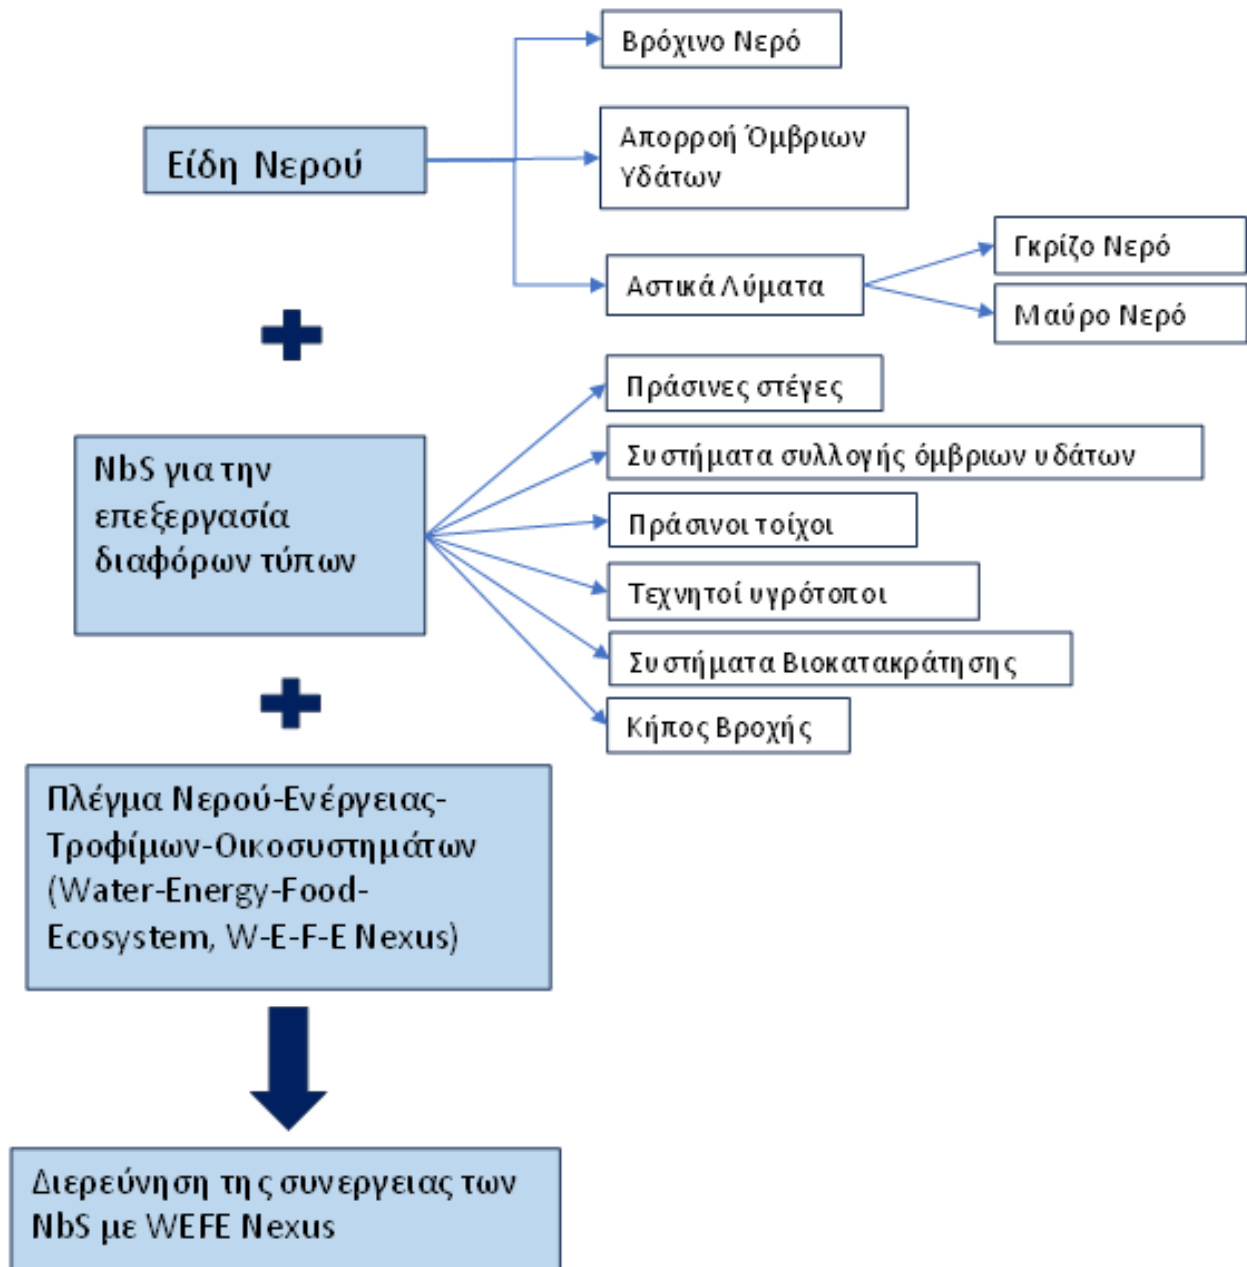 Βρόχινο Νερό
Είδη Νερού
Απορροή Όμβριων
Υδάτων
Αστικά Λύματα
Γκρίζο Νερό
Μαύρο Νερό
NbS για την
επεξεργασία
διαφόρων τύπων
Πράσινες στέγες
Συστήματα συλλογής όμβριων υδάτων
Πράσινοι τοίχοι
Τεχνητοί υγρότοποι
Συστήματα Βιοκατακράτησης
Κήπος Βροχής
Πλέγμα Νερού-Ενέργειας-
Τροφίμων-Οικοσυστημάτων
(Water-Energy-Food-
Ecosystem, W-E-F-E Nexus)
Διερεύνηση της συνεργειας των
NbS με WEFE Nexus